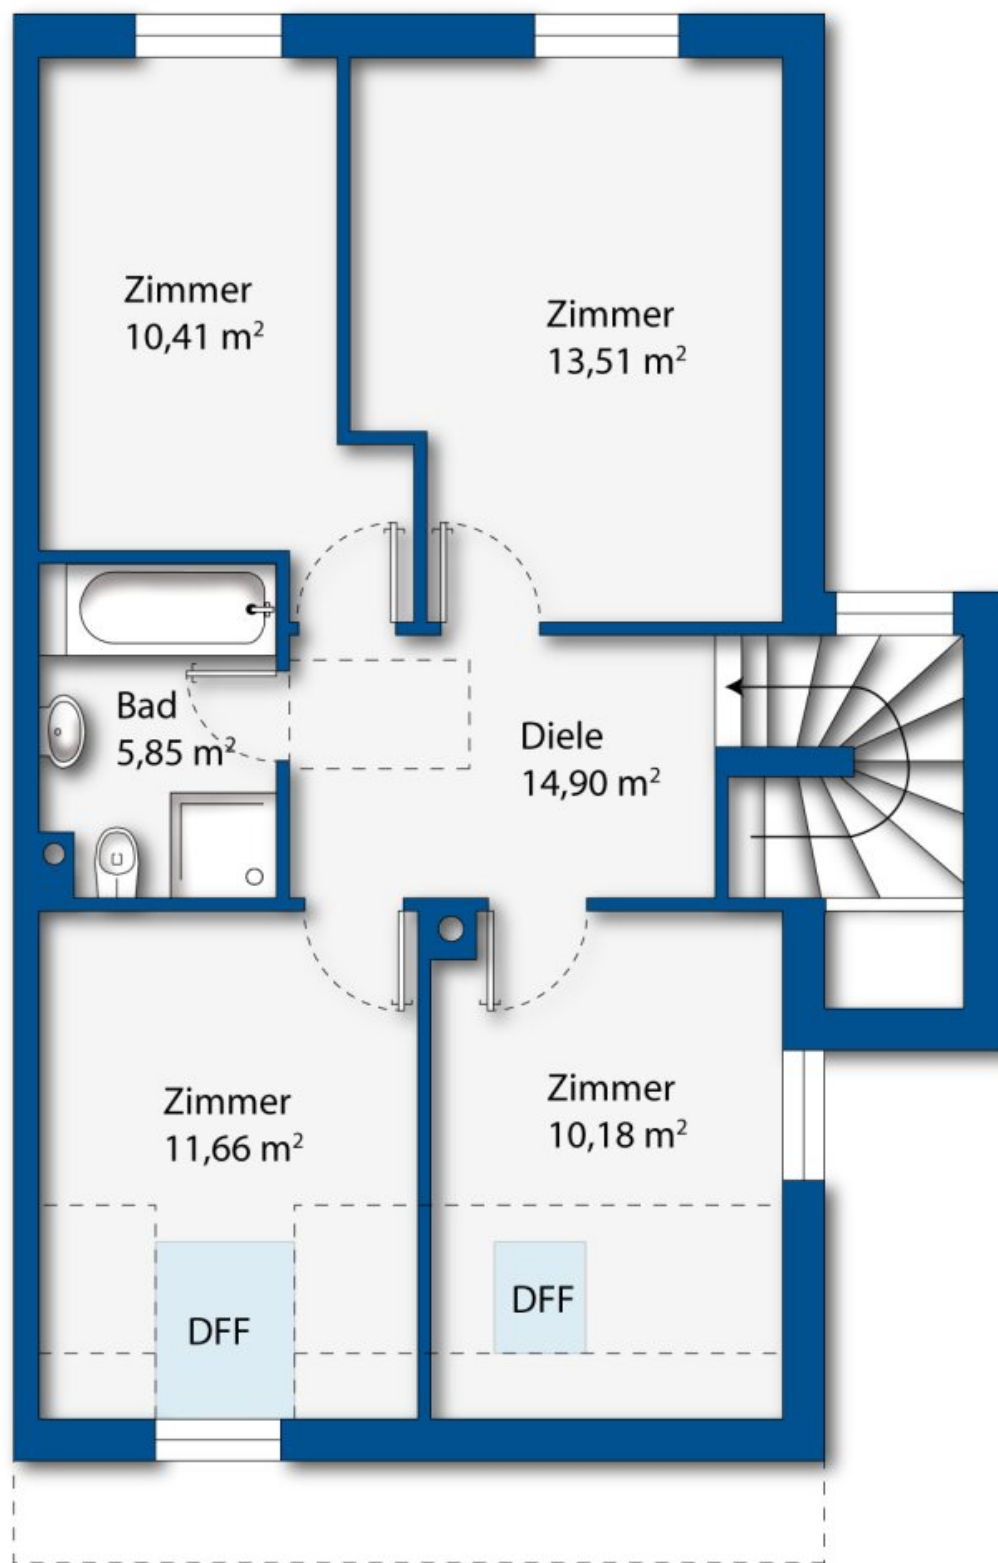 Zimmer
10,41 m²
Zimmer
13,51 m²
Bad
5,85 m²
Diele
14,90 m²
Zimmer
11,66 m²
Zimmer
10,18 m²
DFF
DFF